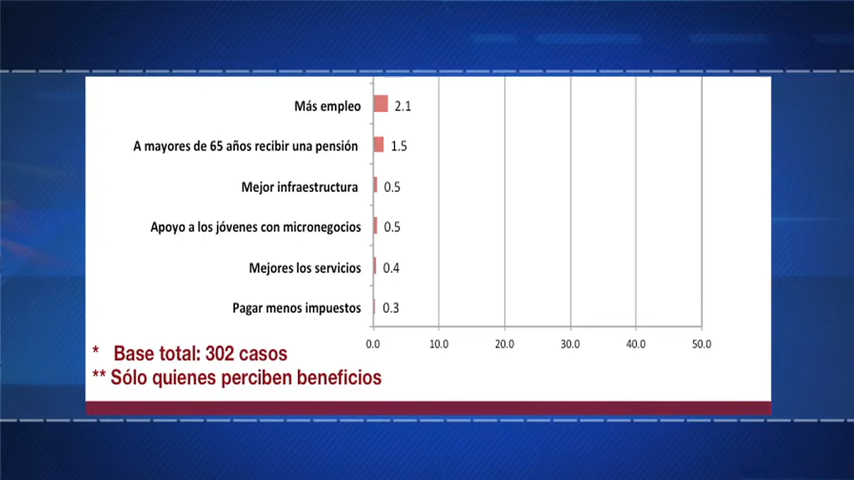 Más empleo 2.1
A mayores de 65 años recibir una pensión 1.5
Mejor infraestructura 0.5
Apoyo a los jóvenes con micronegocios 0.5
Mejores los servicios 0.4
Pagar menos impuestos 0.3
0.0 10.0 20.0 30.0 40.0 50.0
* Base total: 302 casos
** Sólo quienes perciben beneficios